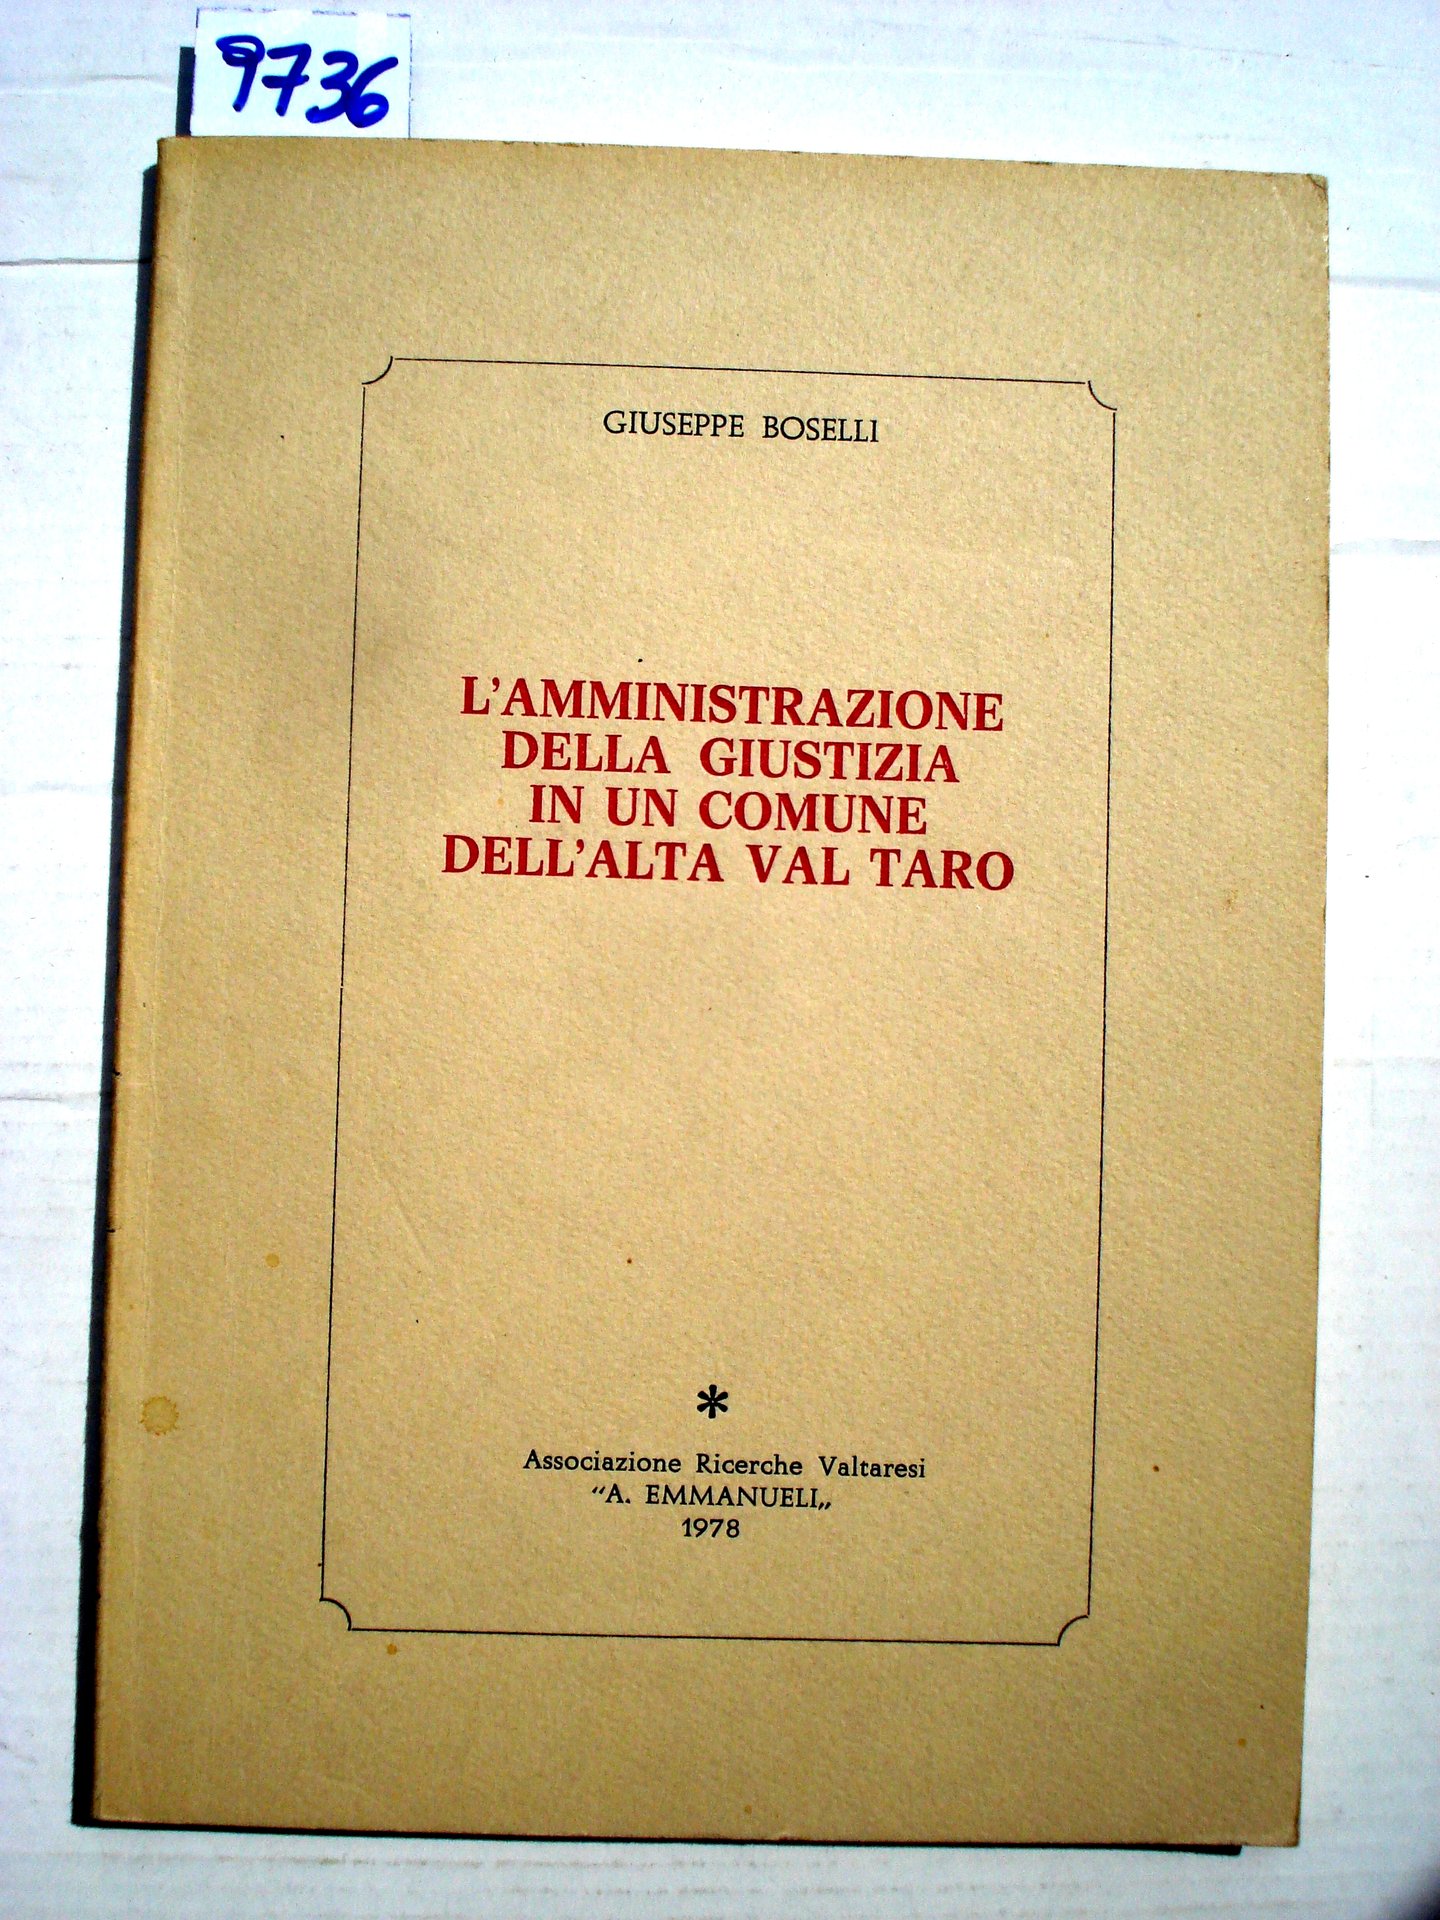 9736
GIUSEPPE BOSELLI
L'AMMINISTRAZIONE
DELLA GIUSTIZIA
IN UN COMUNE
DELL'ALTA VAL TARO
*
Associazione Ricerche Valtaresi
“A. EMMANUELI„
1978